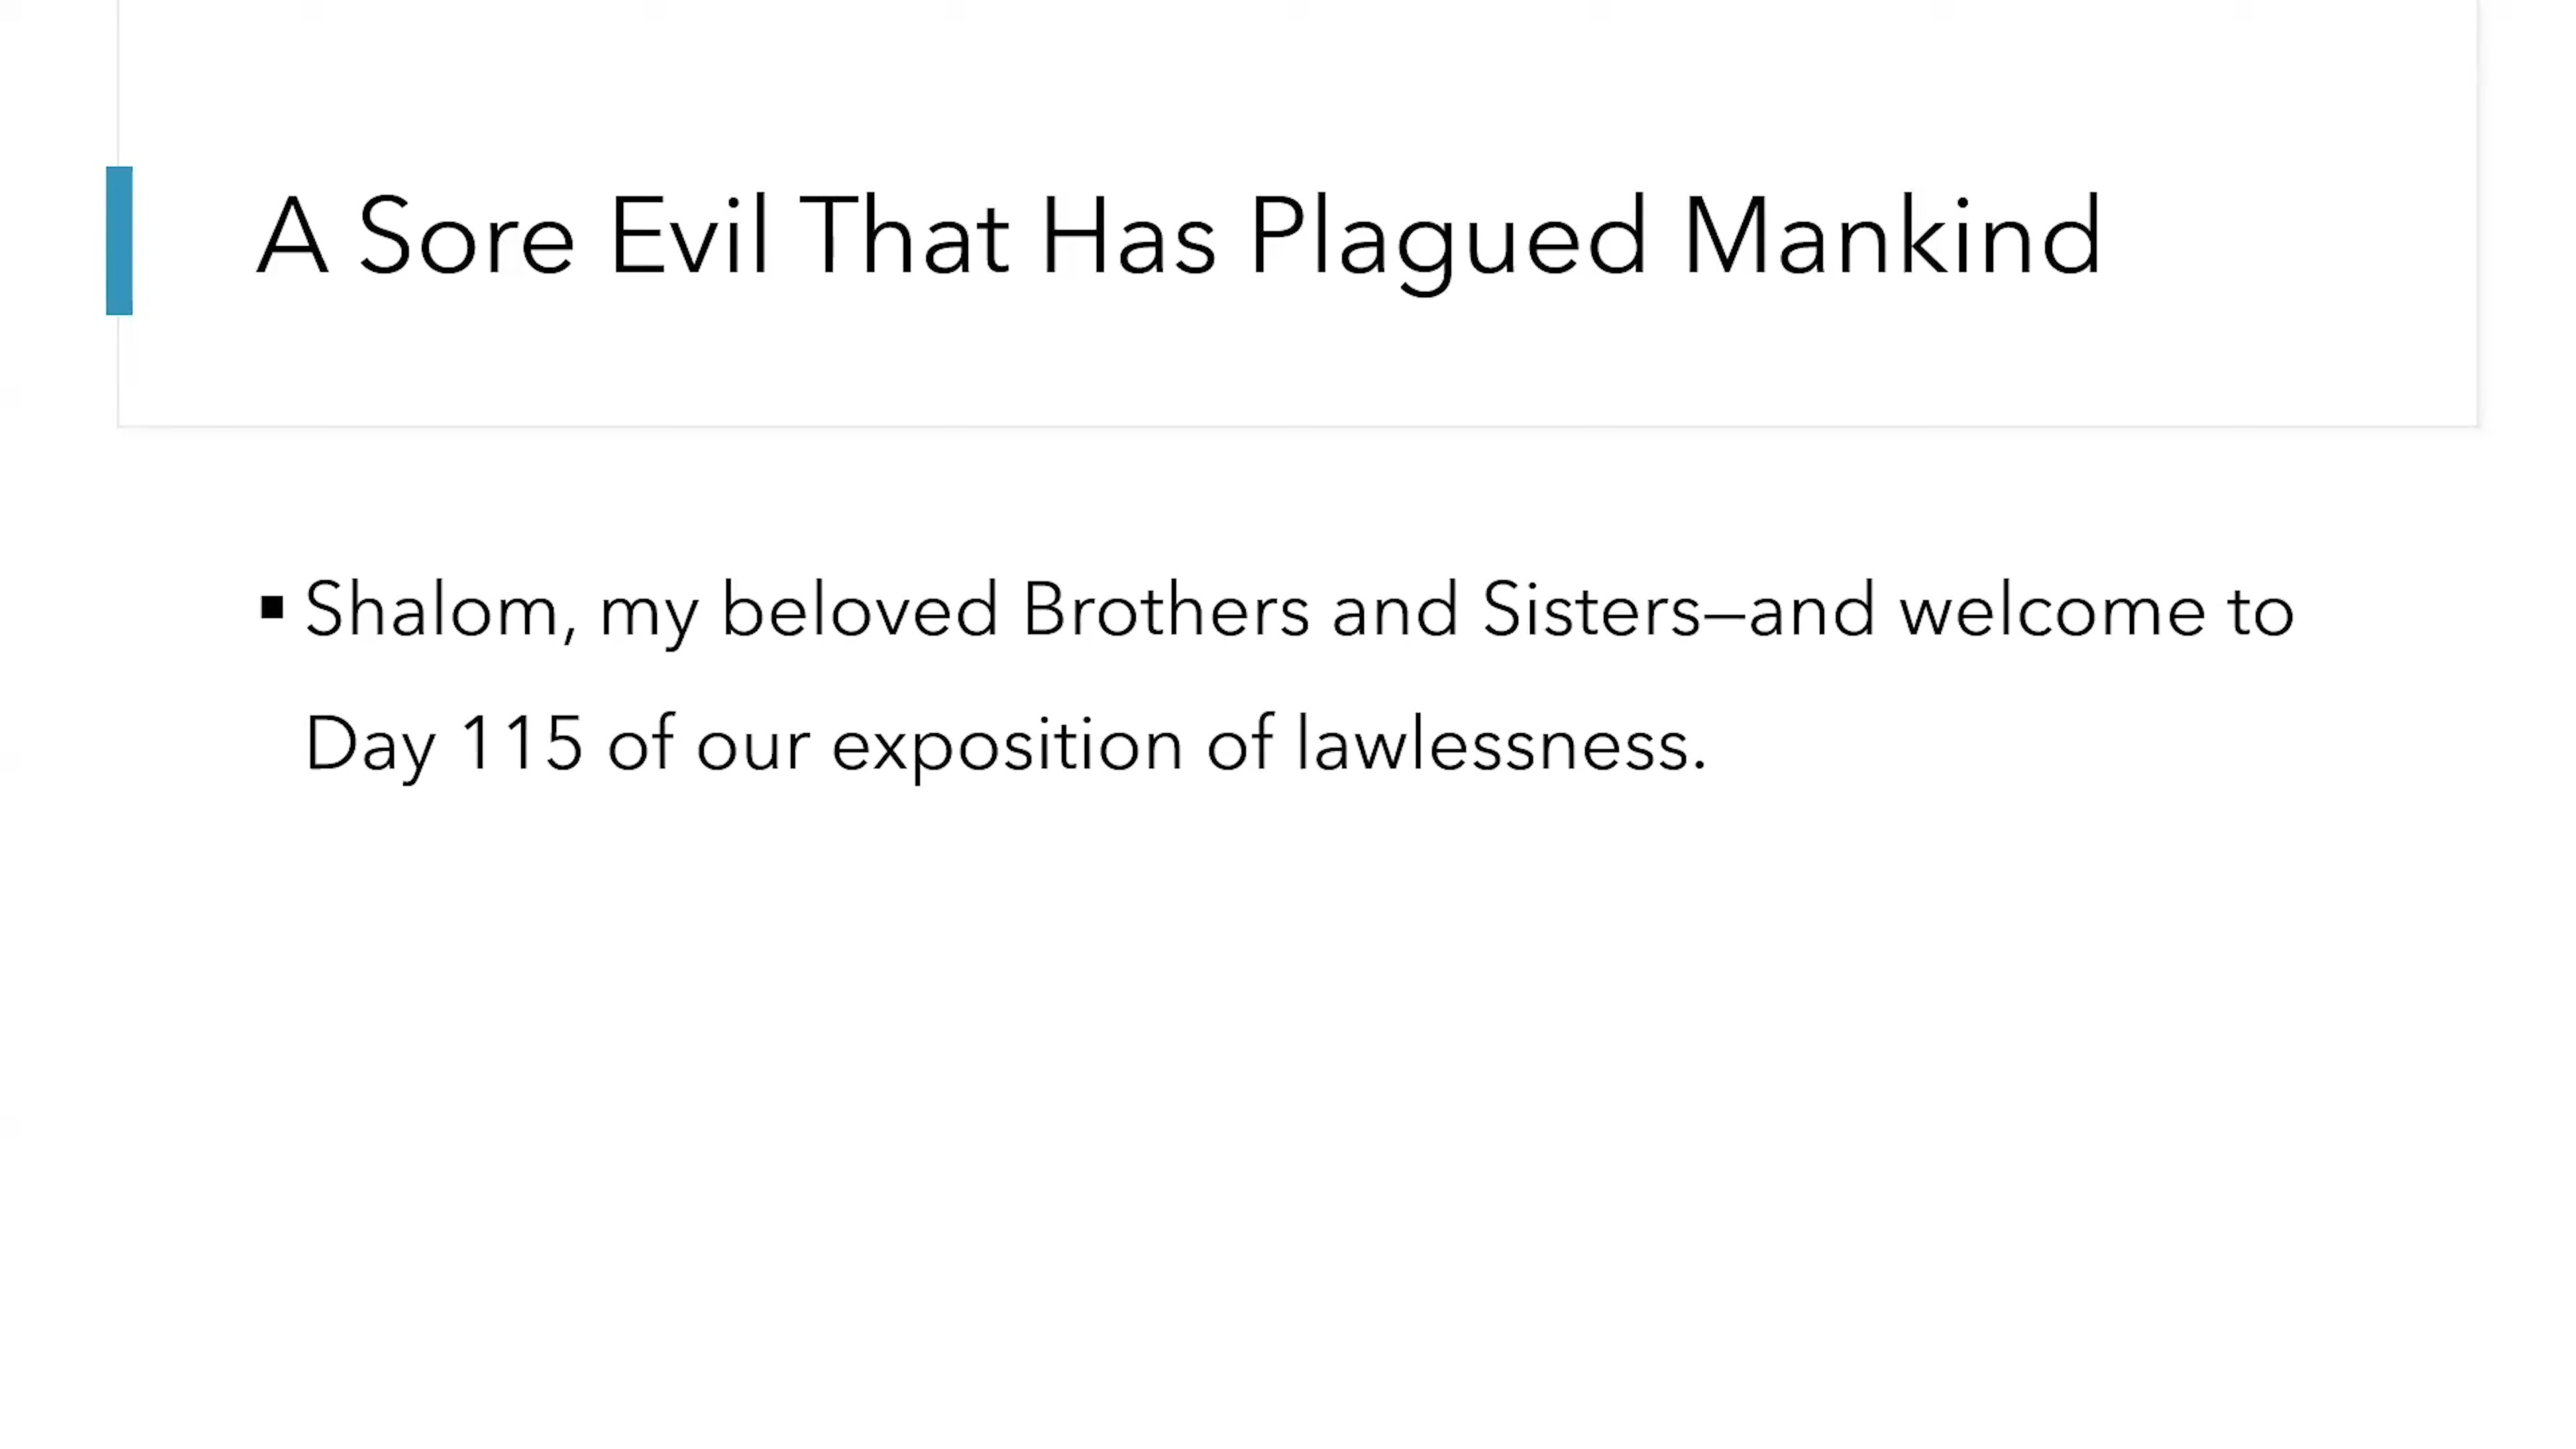 A Sore Evil That Has Plagued Mankind
▪ Shalom, my beloved Brothers and Sisters—and welcome to
Day 115 of our exposition of lawlessness.